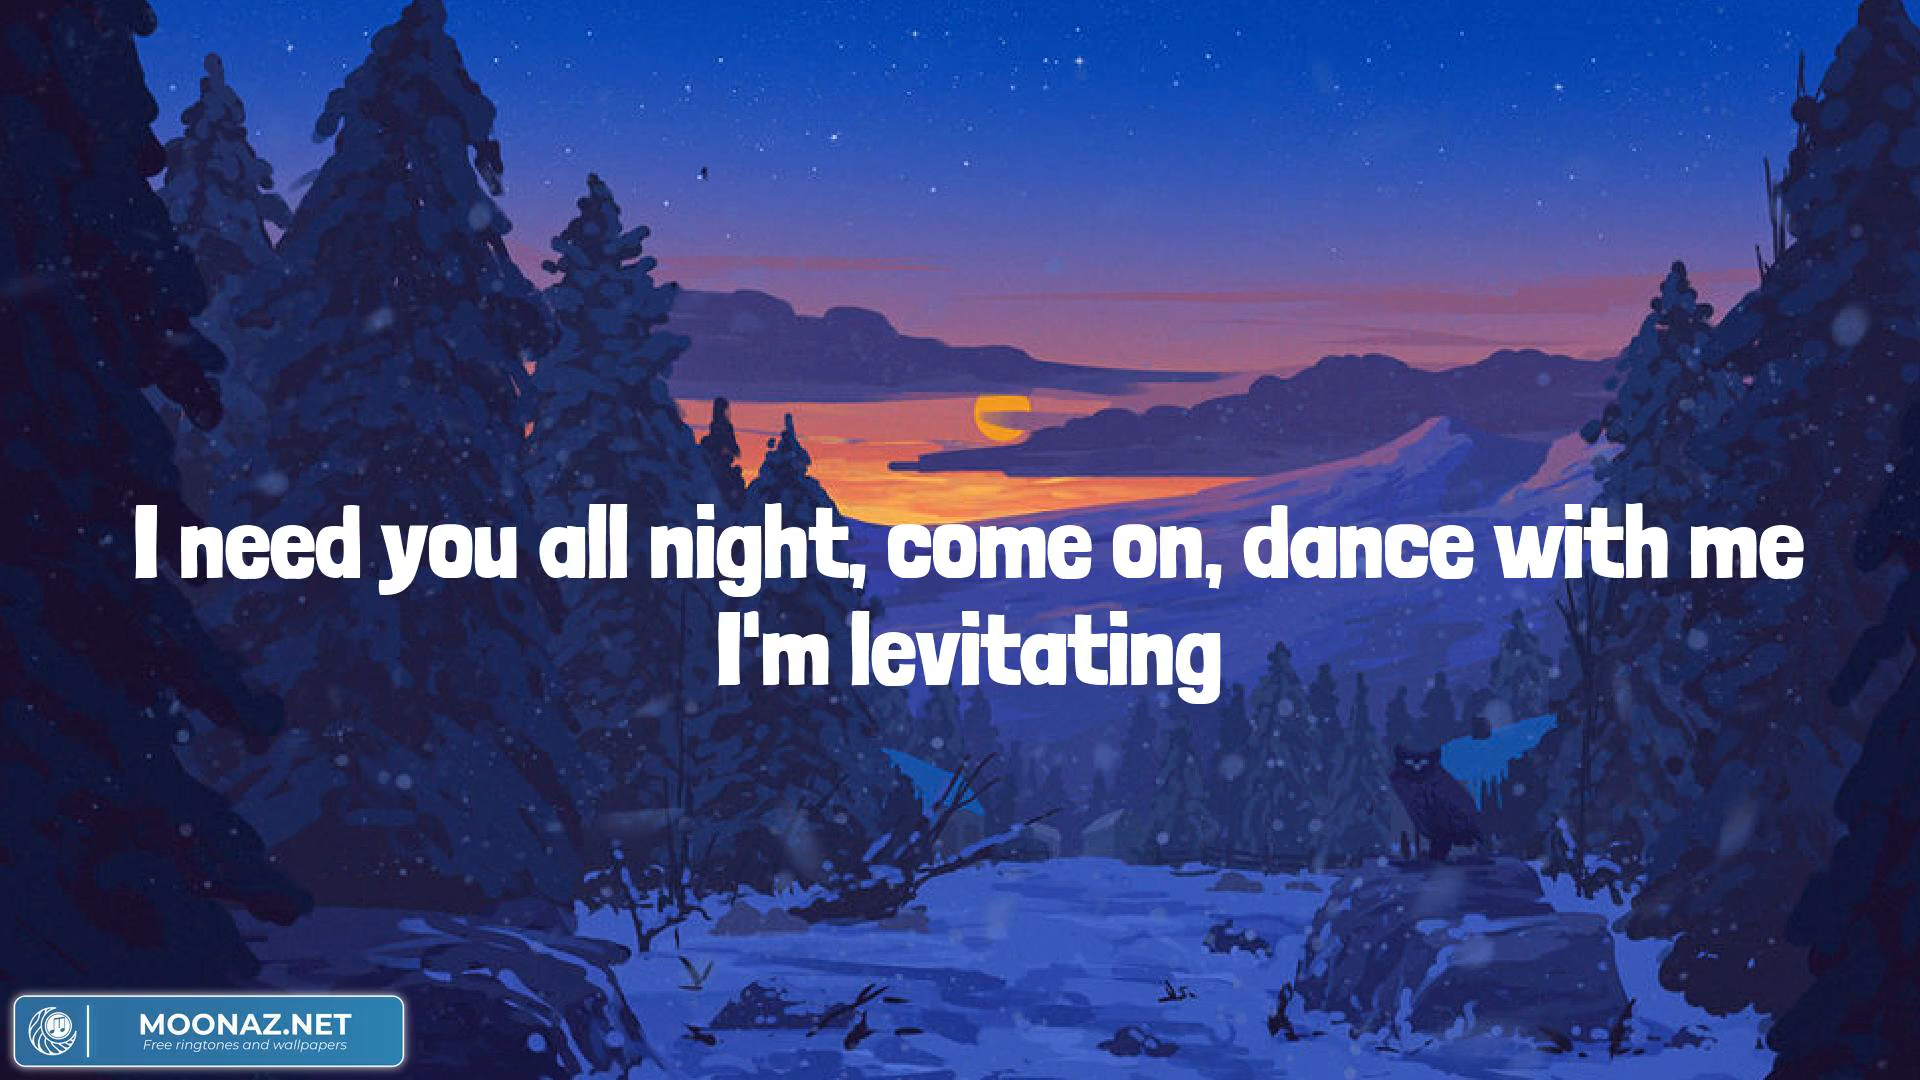 I need you all night, come on, dance with me
I'm levitating
MOONAZ.NET
Free ringtones and wallpapers